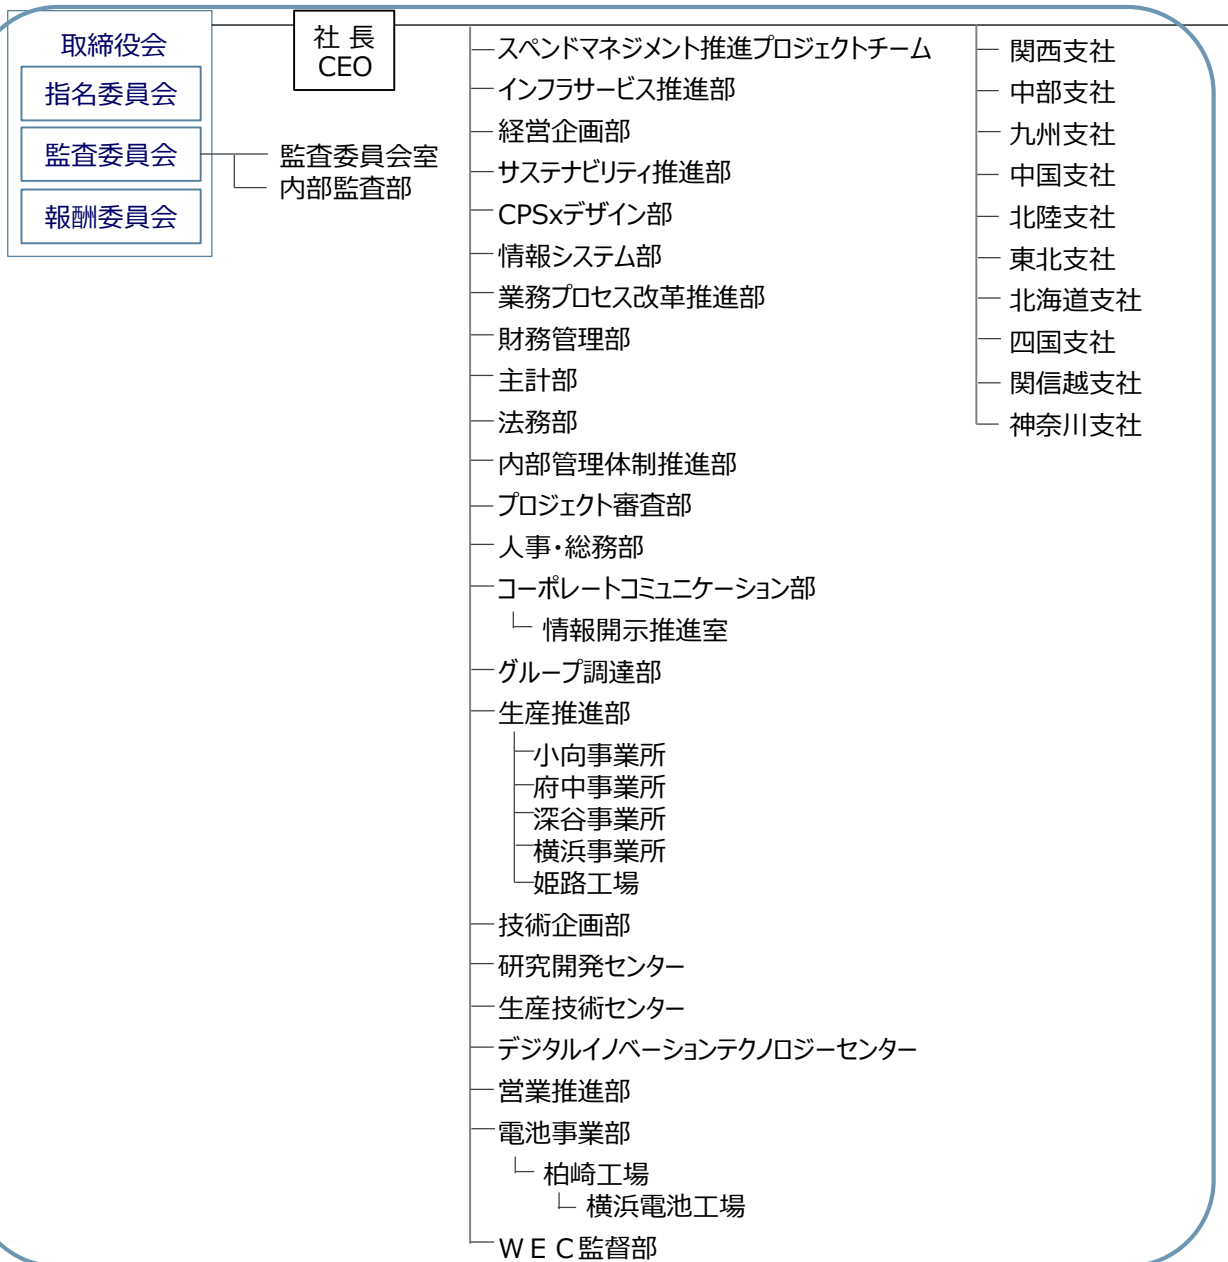 取締役会
指名委員会
監査委員会
報酬委員会
監査委員会室
内部監査部
社 長
CEO
スペンドマネジメント推進プロジェクトチーム
インフラサービス推進部
経営企画部
サステナビリティ推進部
CPSxデザイン部
情報システム部
業務プロセス改革推進部
財務管理部
主計部
法務部
内部管理体制推進部
プロジェクト審査部
人事・総務部
コーポレートコミュニケーション部
情報開示推進室
グループ調達部
生産推進部
小向事業所
府中事業所
深谷事業所
横浜事業所
姫路工場
技術企画部
研究開発センター
生産技術センター
デジタルイノベーションテクノロジーセンター
営業推進部
電池事業部
柏崎工場
横浜電池工場
ＷＥＣ監督部
関西支社
中部支社
九州支社
中国支社
北陸支社
東北支社
北海道支社
四国支社
関信越支社
神奈川支社